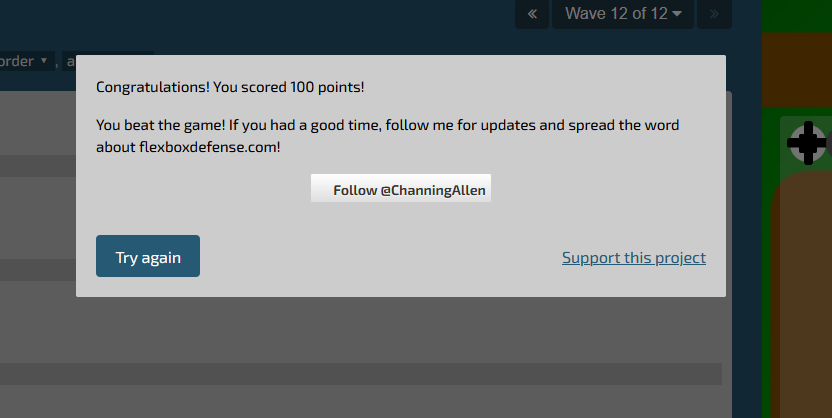 «
Wave 12 of 12
»
order
, a
Congratulations! You scored 100 points!
You beat the game! If you had a good time, follow me for updates and spread the word
about flexboxdefense.com!
Follow @ChanningAllen
Try again
Support this project